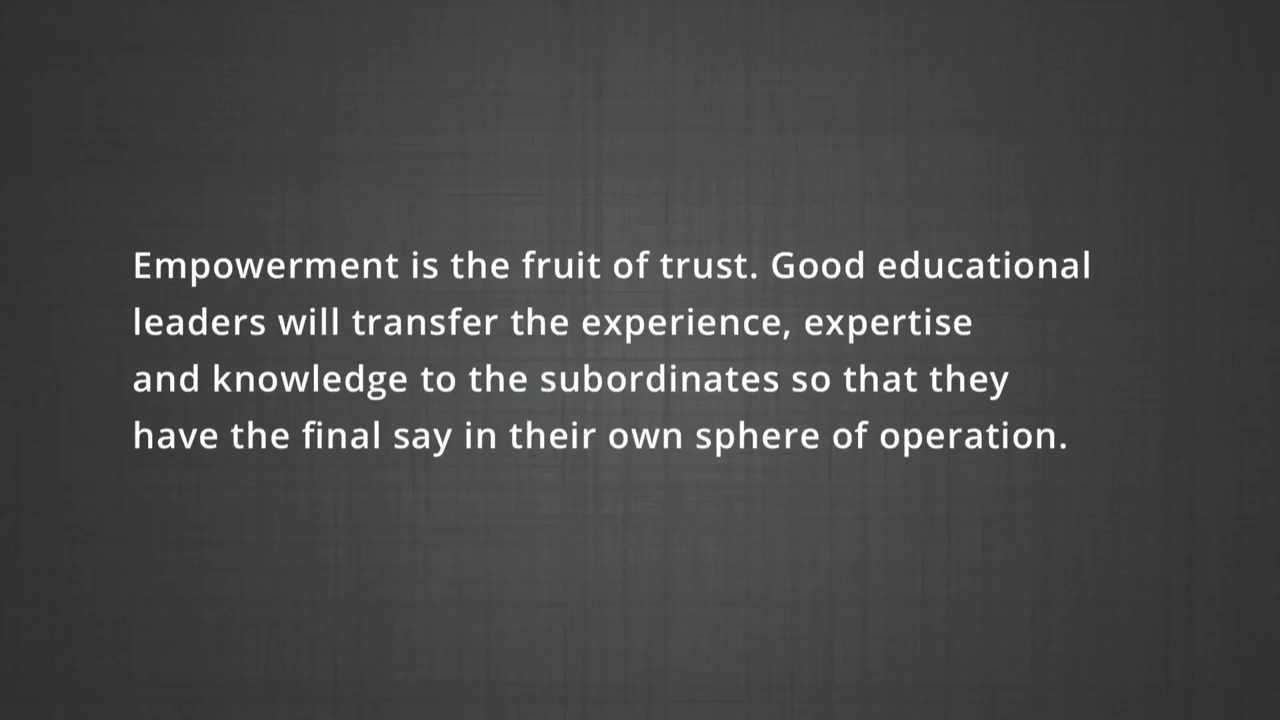 Empowerment is the fruit of trust. Good educational
leaders will transfer the experience, expertise
and knowledge to the subordinates so that they
have the final say in their own sphere of operation.